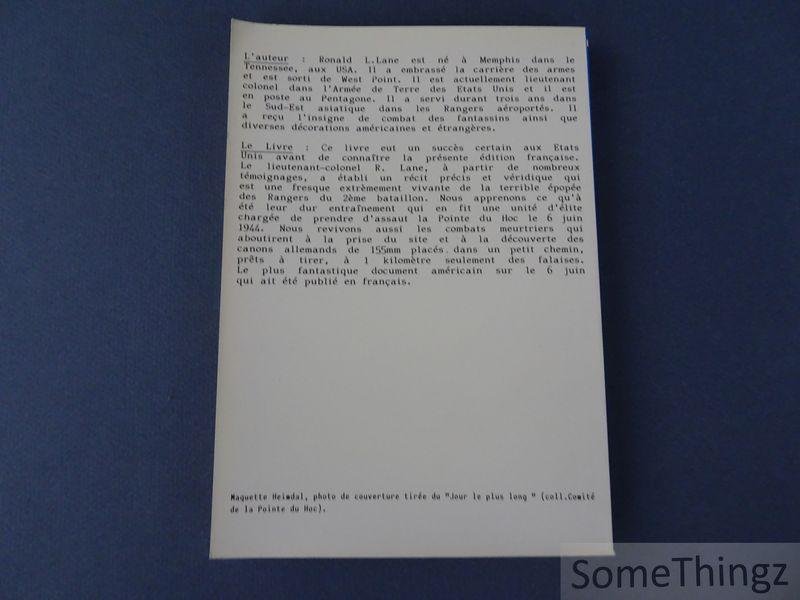 L'auteur : Ronald L.Lane est né à Memphis dans le
Tennessée, aux USA. Il a embrassé la carrière des armes
et est sorti de West Point. Il est actuellement lieutenant
colonel dans l'Armée de Terre des Etats Unis et il est
en poste au Pentagone. Il a servi durant trois ans dans
le Sud-Est asiatique dans les Rangers aéroportés. Il
a reçu l'insigne de combat des fantassins ainsi que
diverses décorations américaines et étrangères.
Le Livre : Ce livre eut un succès certain aux Etats
Unis avant de connaître la présente édition française.
Le lieutenant-colonel R. Lane, à partir de nombreux
témoignages, a établi un récit précis et véridique qui
est une fresque extrèmement vivante de la terrible épopée
des Rangers du 2ème bataillon. Nous apprenons ce qu'à
été leur dur entraînement qui en fit une unité d'élite
chargée de prendre d'assaut la Pointe du Hoc le 6 juin
1944. Nous revivons aussi les combats meurtriers qui
aboutirent à la prise du site et à la découverte des
canons allemands de 155mm placés dans un petit chemin,
prêts à tirer, à 1 kilomètre seulement des falaises.
Le plus fantastique document américain sur le 6 juin
qui ait été publié en français.
Maquette Heimdal, photo de couverture tirée du "Jour le plus long " (coll.Comité
de la Pointe du Hoc).
SomeThingz